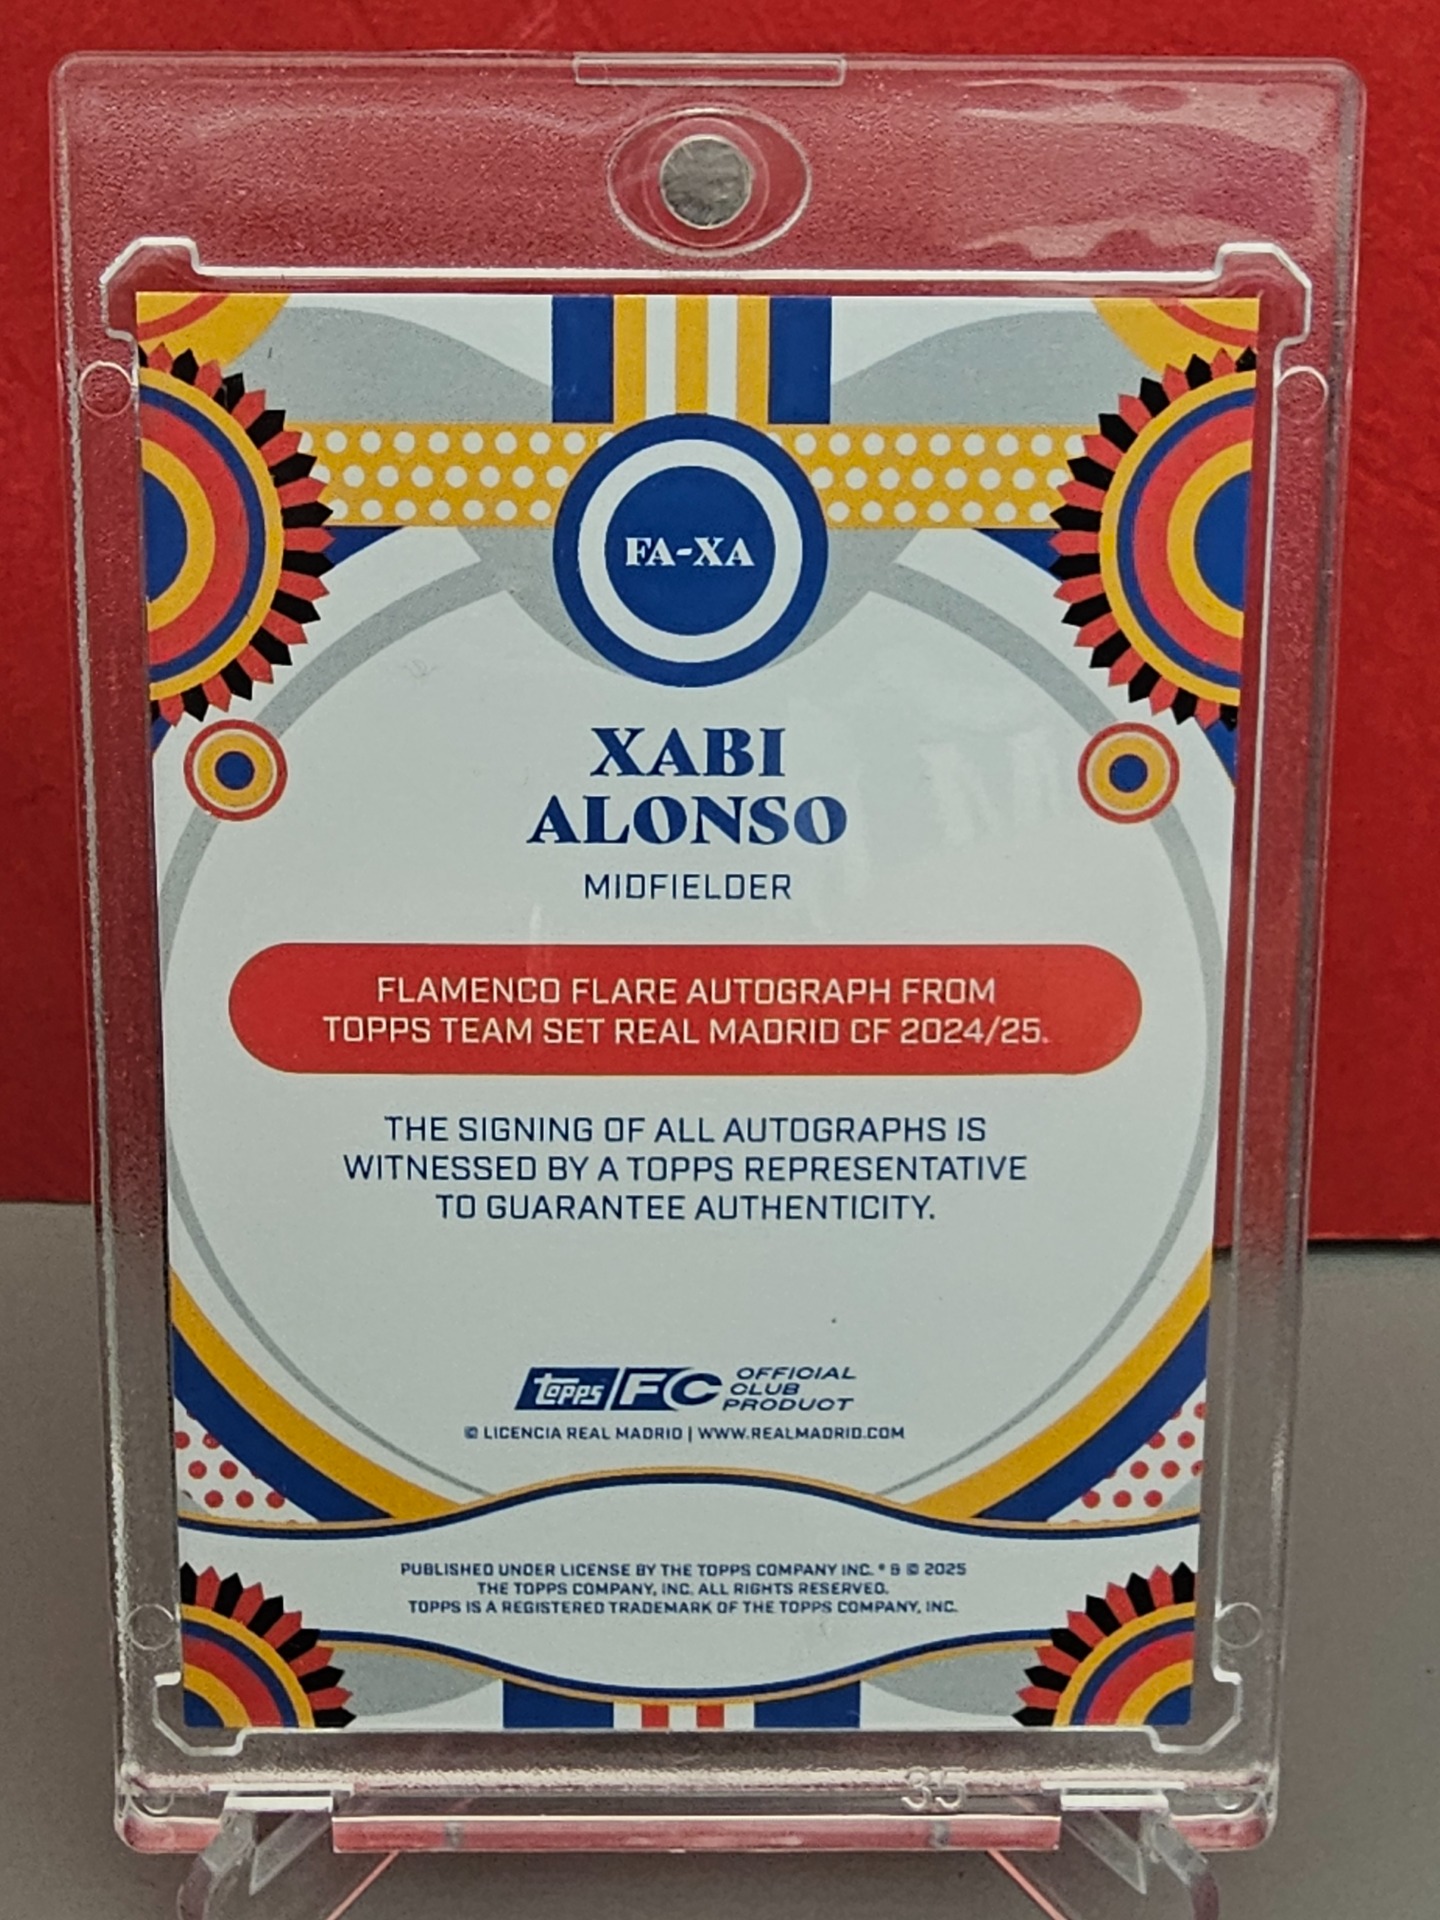 FA-XA
XABI
ALONSO
MIDFIELDER
FLAMENCO FLARE AUTOGRAPH FROM
TOPPS TEAM SET REAL MADRID CF 2024/25.
THE SIGNING OF ALL AUTOGRAPHS IS
WITNESSED BY A TOPPS REPRESENTATIVE
TO GUARANTEE AUTHENTICITY.
topps FC OFFICIAL
CLUB
PRODUCT
© LICENCIA REAL MADRID | WWW.REALMADRID.COM
PUBLISHED UNDER LICENSE BY THE TOPPS COMPANY INC. ® & © 2025
THE TOPPS COMPANY, INC. ALL RIGHTS RESERVED.
TOPPS IS A REGISTERED TRADEMARK OF THE TOPPS COMPANY, INC.
35